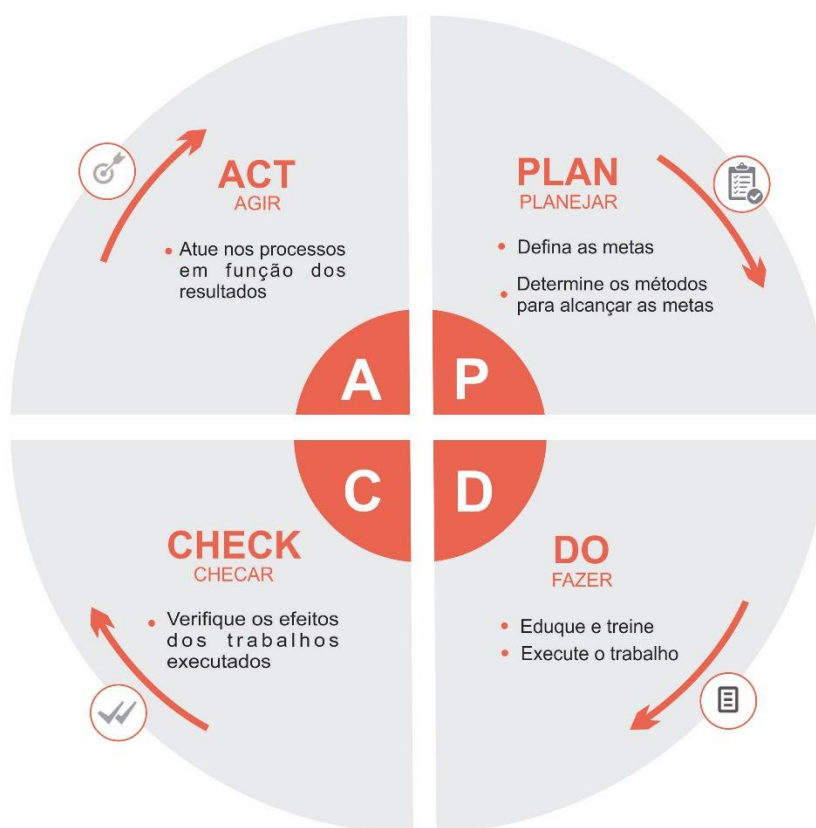 ACT
AGIR
• Atue nos processos
em função dos
resultados
A
PLAN
PLANEJAR
• Defina as metas
• Determine os métodos
para alcançar as metas
P
C
CHECK
CHECAR
• Verifique os efeitos
dos trabalhos
executados
D
DO
FAZER
• Eduque e treine
• Execute o trabalho